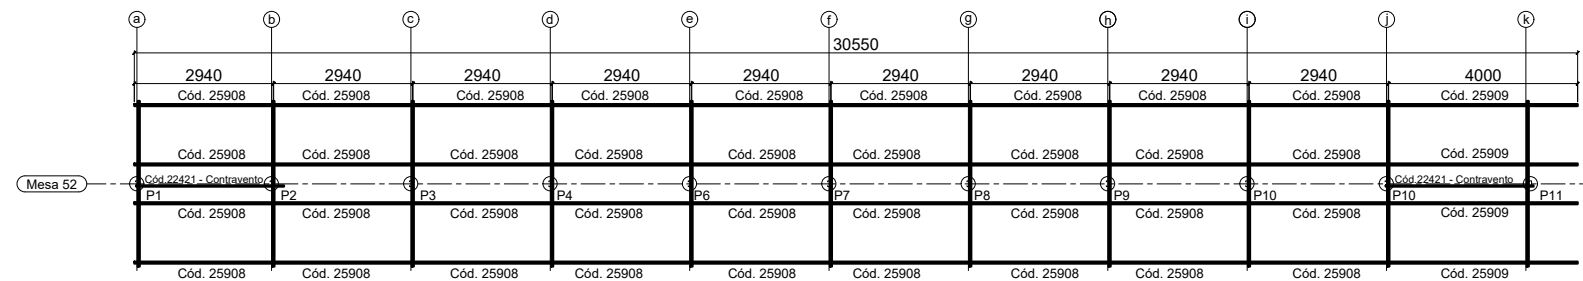 a b c d e f g h i j k
30550
2940 2940 2940 2940 2940 2940 2940 2940 2940 4000
Cód. 25908 Cód. 25908 Cód. 25908 Cód. 25908 Cód. 25908 Cód. 25908 Cód. 25908 Cód. 25908 Cód. 25908 Cód. 25909
Cód. 25908 Cód. 25908 Cód. 25908 Cód. 25908 Cód. 25908 Cód. 25908 Cód. 25908 Cód. 25908 Cód. 25908 Cód. 25909
Mesa 52 Cód.22421 - Contravento Cód.22421 - Contravento
P1 P2 P3 P4 P6 P7 P8 P9 P10 P10 P11
Cód. 25908 Cód. 25908 Cód. 25908 Cód. 25908 Cód. 25908 Cód. 25908 Cód. 25908 Cód. 25908 Cód. 25908 Cód. 25909
Cód. 25908 Cód. 25908 Cód. 25908 Cód. 25908 Cód. 25908 Cód. 25908 Cód. 25908 Cód. 25908 Cód. 25908 Cód. 25909